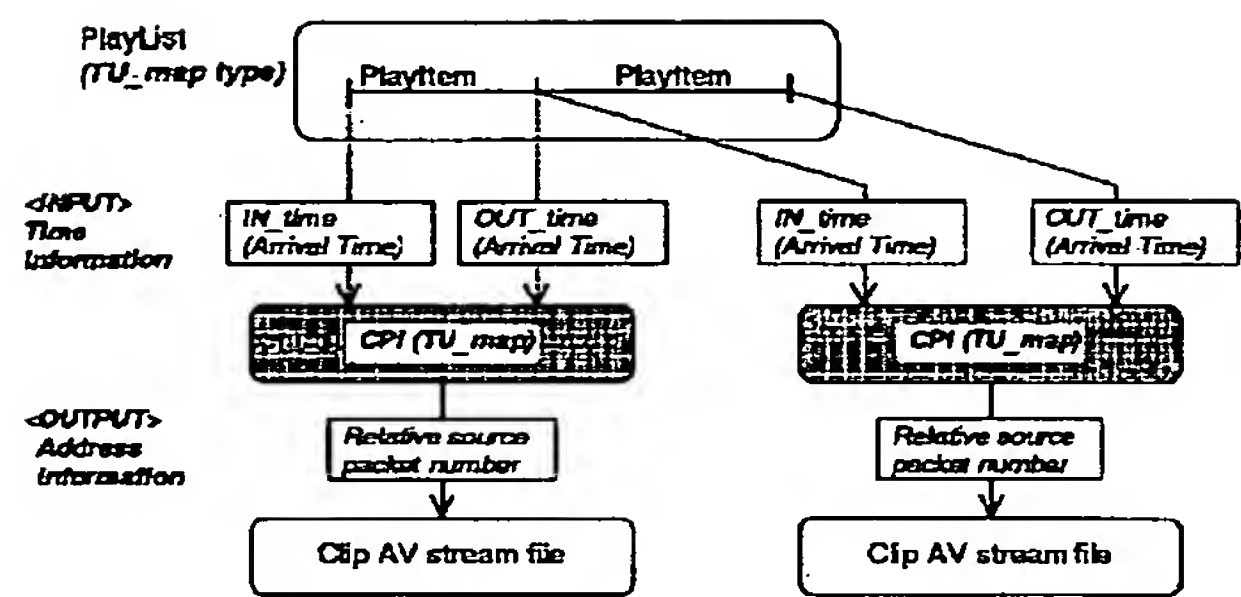 PlayList
(TU_map type)
PlayItem
PlayItem
<INPUT>
Time
Information
IN_time
(Arrival Time)
OUT_time
(Arrival Time)
IN_time
(Arrival Time)
OUT_time
(Arrival Time)
CPI (TU_map)
CPI (TU_map)
<OUTPUT>
Address
Information
Relative source
packet number
Relative source
packet number
Clip AV stream file
Clip AV stream file